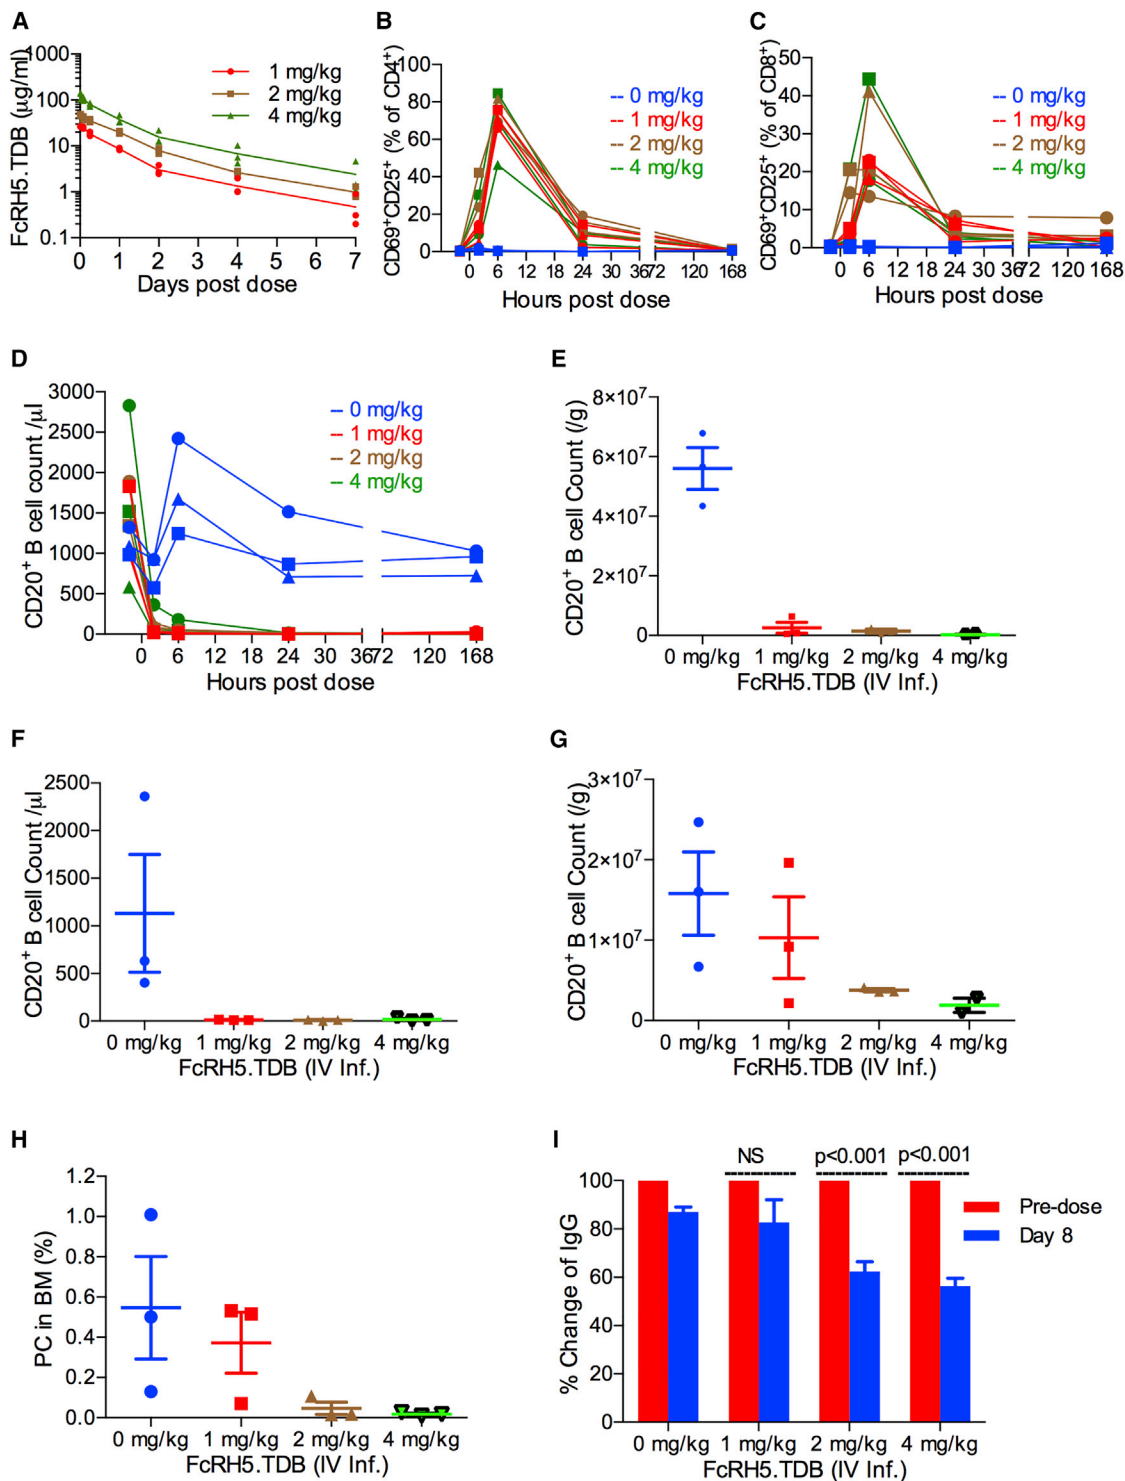 A
FcRH5.TDB (μg/ml)
1000
100
10
1
0.1
0 1 2 3 4 5 6 7
Days post dose
1 mg/kg
2 mg/kg
4 mg/kg
B
CD69⁺CD25⁺ (% of CD4⁺)
100
80
60
40
20
0
0 6 12 18 24 30 36 72 120 168
Hours post dose
0 mg/kg
1 mg/kg
2 mg/kg
4 mg/kg
C
CD69⁺CD25⁺ (% of CD8⁺)
50
40
30
20
10
0
0 6 12 18 24 30 36 72 120 168
Hours post dose
0 mg/kg
1 mg/kg
2 mg/kg
4 mg/kg
D
CD20⁺ B cell count /μl
3000
2500
2000
1500
1000
500
0
0 6 12 18 24 30 36 72 120 168
Hours post dose
0 mg/kg
1 mg/kg
2 mg/kg
4 mg/kg
E
CD20⁺ B cell Count (/g)
8×10⁷
6×10⁷
4×10⁷
2×10⁷
0
0 mg/kg 1 mg/kg 2 mg/kg 4 mg/kg
FcRH5.TDB (IV Inf.)
F
CD20⁺ B cell Count /μl
2500
2000
1500
1000
500
0
0 mg/kg 1 mg/kg 2 mg/kg 4 mg/kg
FcRH5.TDB (IV Inf.)
G
CD20⁺ B cell Count (/g)
3×10⁷
2×10⁷
1×10⁷
0
0 mg/kg 1 mg/kg 2 mg/kg 4 mg/kg
FcRH5.TDB (IV Inf.)
H
PC in BM (%)
1.2
1.0
0.8
0.6
0.4
0.2
0.0
0 mg/kg 1 mg/kg 2 mg/kg 4 mg/kg
FcRH5.TDB (IV Inf.)
I
% Change of IgG
100
80
60
40
20
0
NS p<0.001 p<0.001
Pre-dose
Day 8
0 mg/kg 1 mg/kg 2 mg/kg 4 mg/kg
FcRH5.TDB (IV Inf.)